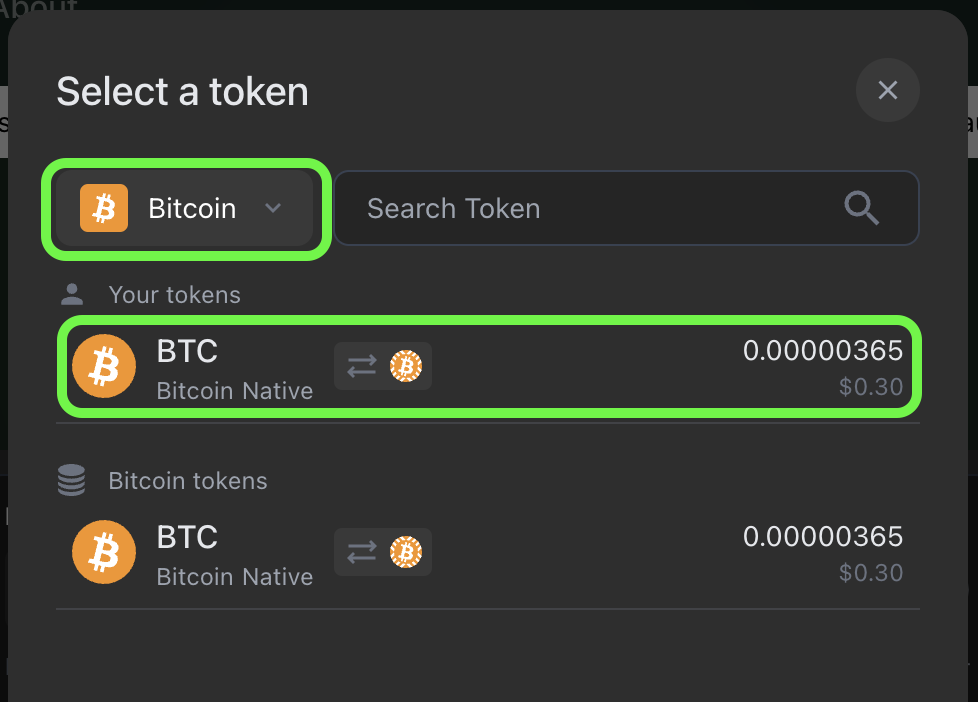 About
Select a token
Bitcoin
Search Token
Your tokens
BTC
0.00000365
Bitcoin Native
$0.30
Bitcoin tokens
BTC
0.00000365
Bitcoin Native
$0.30